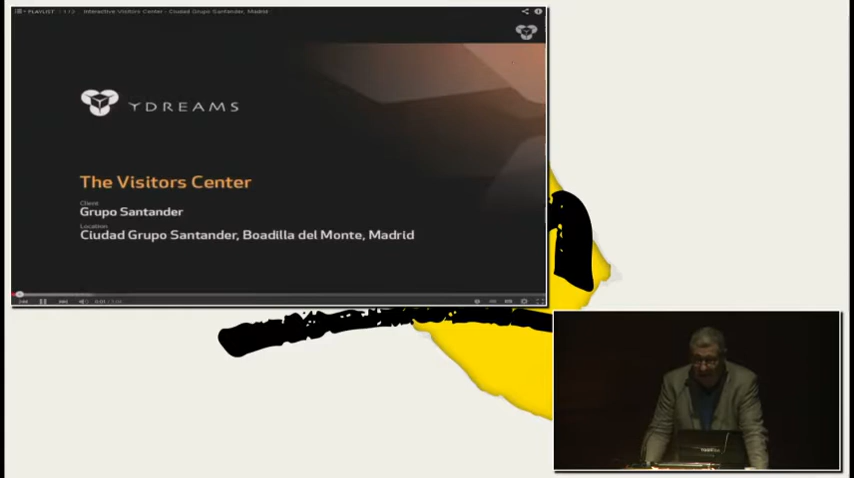 PLAYLIST
Interactive Visitors Center - Ciudad Grupo Santander, Madrid
YDREAMS
The Visitors Center
Client
Grupo Santander
Location
Ciudad Grupo Santander, Boadilla del Monte, Madrid